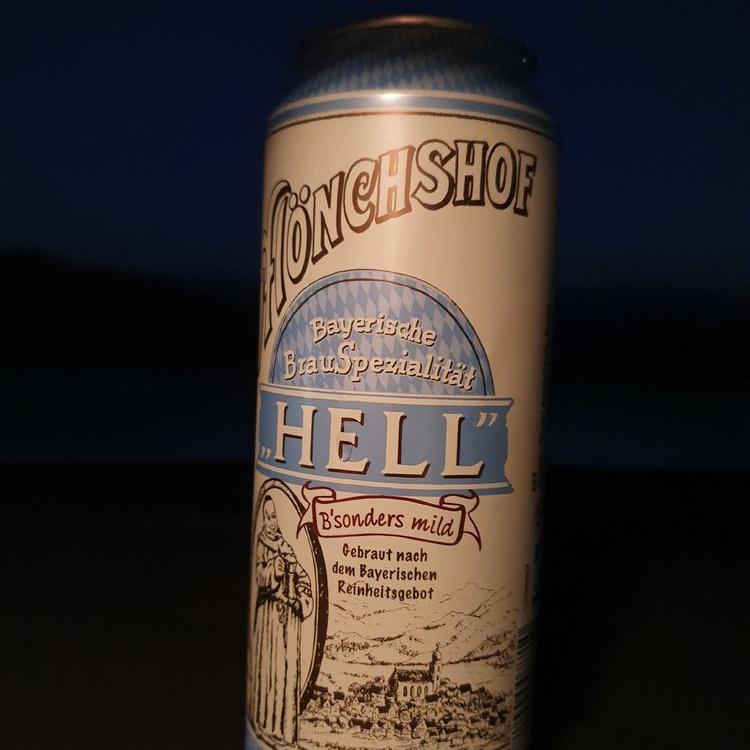 MÖNCHSHOF
Bayerische
BrauSpezialität
„HELL”
B'sonders mild
Gebraut nach
dem Bayerischen
Reinheitsgebot